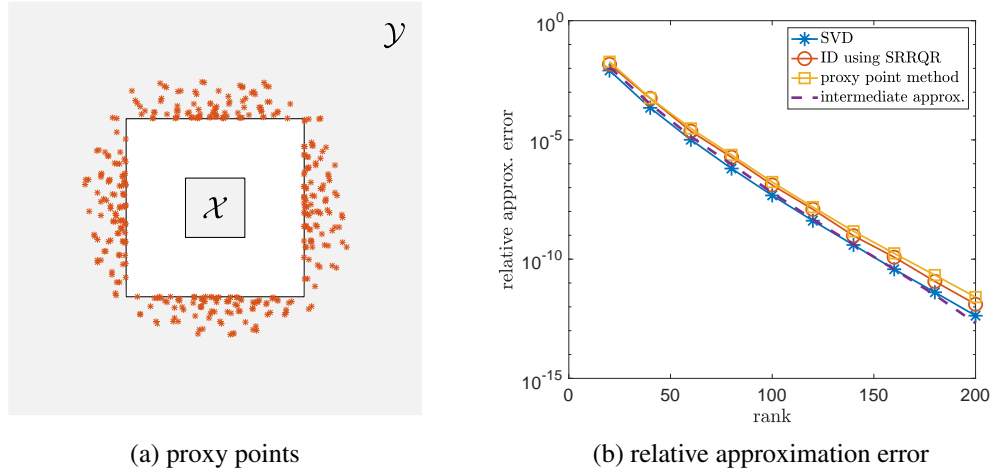 𝒴
𝒳
(a) proxy points
relative approx. error
10^0
10^-5
10^-10
10^-15
SVD
ID using SRRQR
proxy point method
intermediate approx.
0 50 100 150 200
rank
(b) relative approximation error